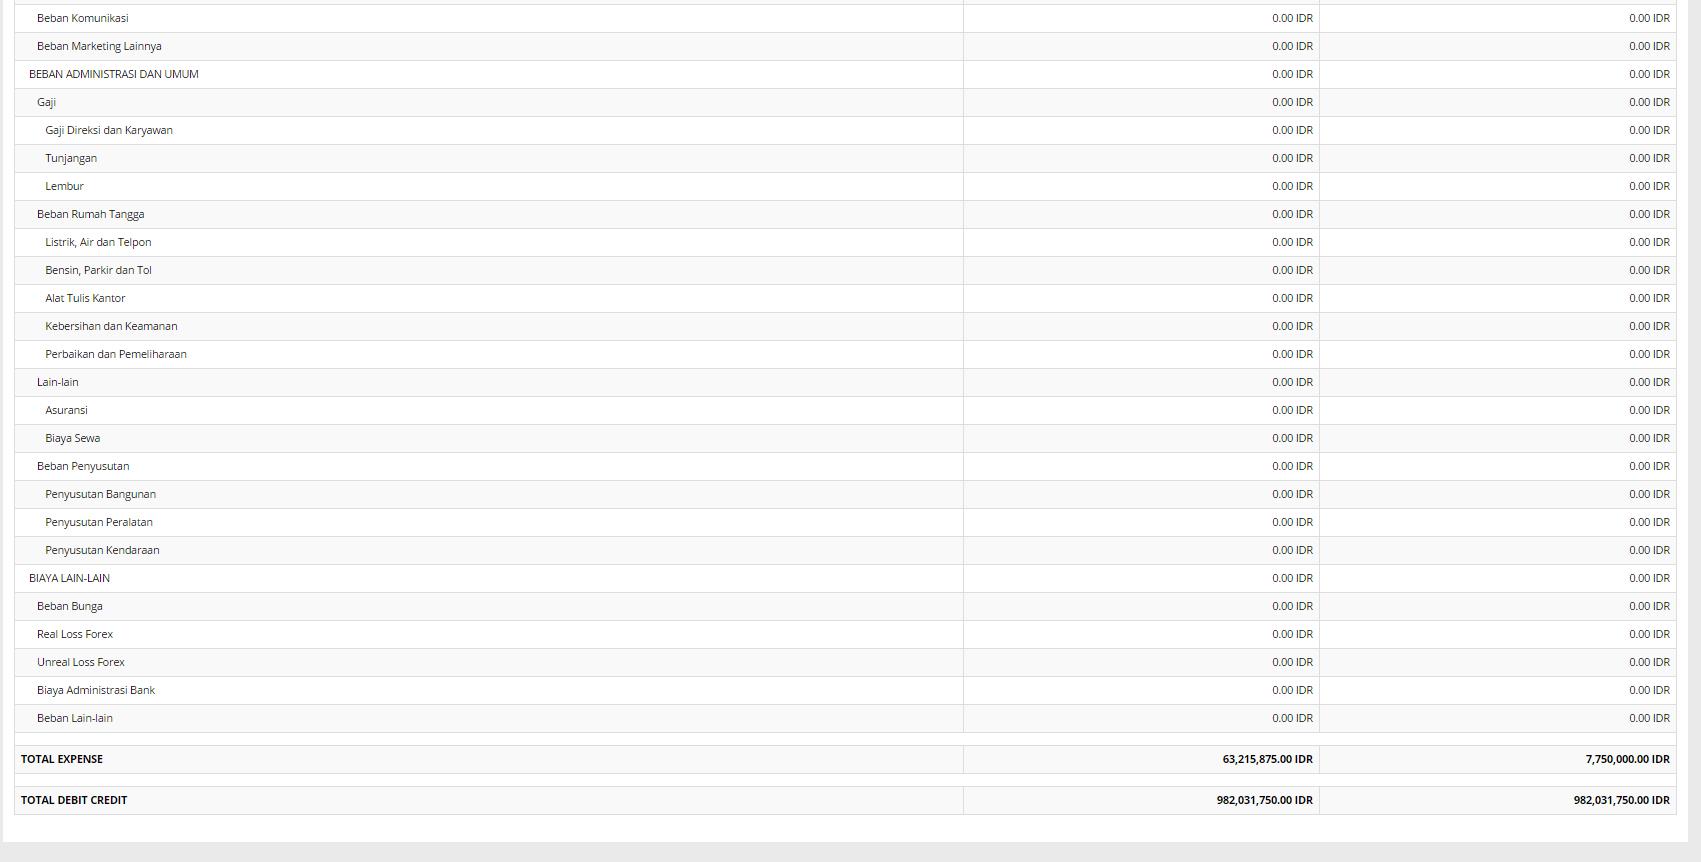 Beban Komunikasi 0.00 IDR 0.00 IDR
Beban Marketing Lainnya 0.00 IDR 0.00 IDR
BEBAN ADMINISTRASI DAN UMUM 0.00 IDR 0.00 IDR
Gaji 0.00 IDR 0.00 IDR
Gaji Direksi dan Karyawan 0.00 IDR 0.00 IDR
Tunjangan 0.00 IDR 0.00 IDR
Lembur 0.00 IDR 0.00 IDR
Beban Rumah Tangga 0.00 IDR 0.00 IDR
Listrik, Air dan Telpon 0.00 IDR 0.00 IDR
Bensin, Parkir dan Tol 0.00 IDR 0.00 IDR
Alat Tulis Kantor 0.00 IDR 0.00 IDR
Kebersihan dan Keamanan 0.00 IDR 0.00 IDR
Perbaikan dan Pemeliharaan 0.00 IDR 0.00 IDR
Lain-lain 0.00 IDR 0.00 IDR
Asuransi 0.00 IDR 0.00 IDR
Biaya Sewa 0.00 IDR 0.00 IDR
Beban Penyusutan 0.00 IDR 0.00 IDR
Penyusutan Bangunan 0.00 IDR 0.00 IDR
Penyusutan Peralatan 0.00 IDR 0.00 IDR
Penyusutan Kendaraan 0.00 IDR 0.00 IDR
BIAYA LAIN-LAIN 0.00 IDR 0.00 IDR
Beban Bunga 0.00 IDR 0.00 IDR
Real Loss Forex 0.00 IDR 0.00 IDR
Unreal Loss Forex 0.00 IDR 0.00 IDR
Biaya Administrasi Bank 0.00 IDR 0.00 IDR
Beban Lain-lain 0.00 IDR 0.00 IDR
TOTAL EXPENSE 63,215,875.00 IDR 7,750,000.00 IDR
TOTAL DEBIT CREDIT 982,031,750.00 IDR 982,031,750.00 IDR